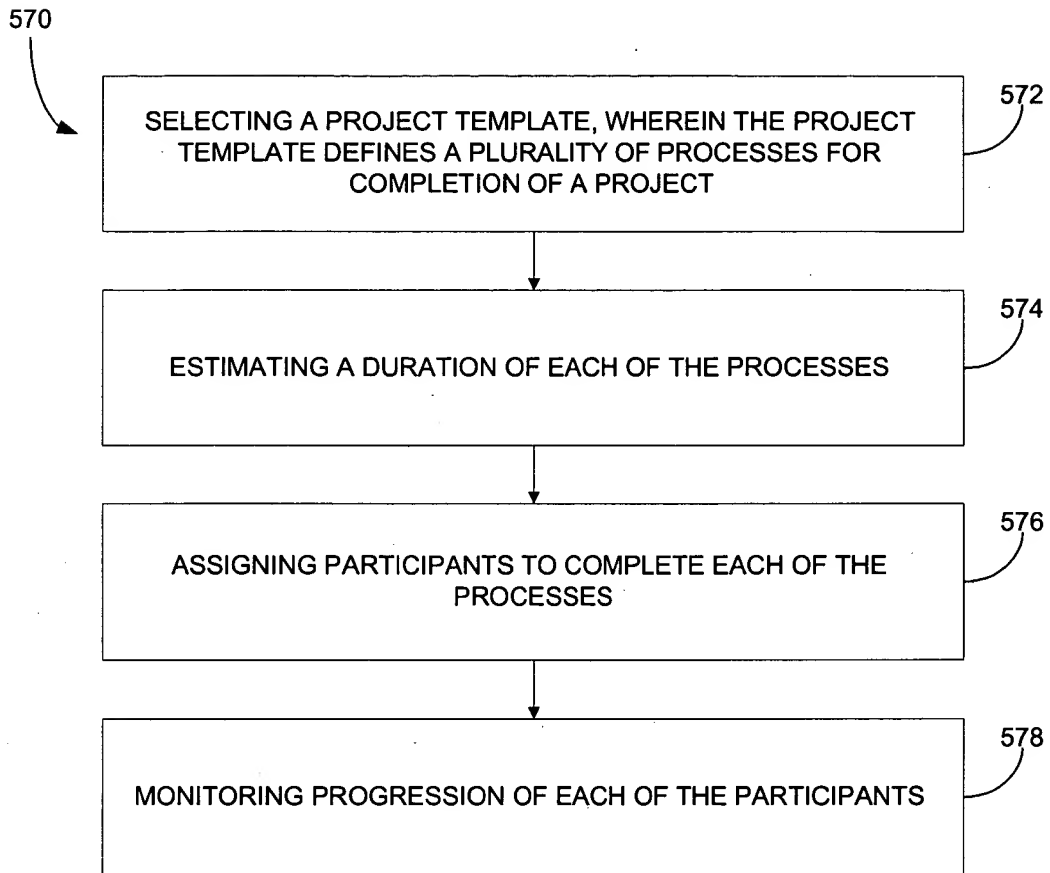 570
572
SELECTING A PROJECT TEMPLATE, WHEREIN THE PROJECT
TEMPLATE DEFINES A PLURALITY OF PROCESSES FOR
COMPLETION OF A PROJECT
574
ESTIMATING A DURATION OF EACH OF THE PROCESSES
576
ASSIGNING PARTICIPANTS TO COMPLETE EACH OF THE
PROCESSES
578
MONITORING PROGRESSION OF EACH OF THE PARTICIPANTS